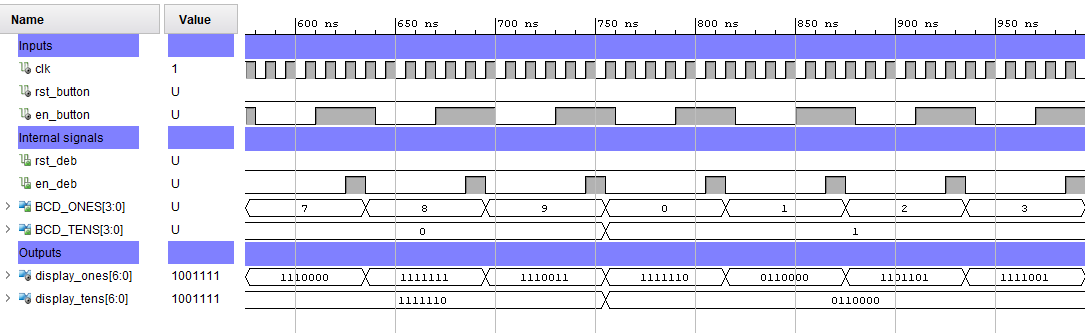 Name Value 600 ns 650 ns 700 ns 750 ns 800 ns 850 ns 900 ns 950 ns
Inputs
clk 1
rst_button U
en_button U
Internal signals
rst_deb U
en_deb U
BCD_ONES[3:0] U 7 8 9 0 1 2 3
BCD_TENS[3:0] U 0 1
Outputs
display_ones[6:0] 1001111 1110000 1111111 1110011 1111110 0110000 1101101 1111001
display_tens[6:0] 1001111 1111110 0110000